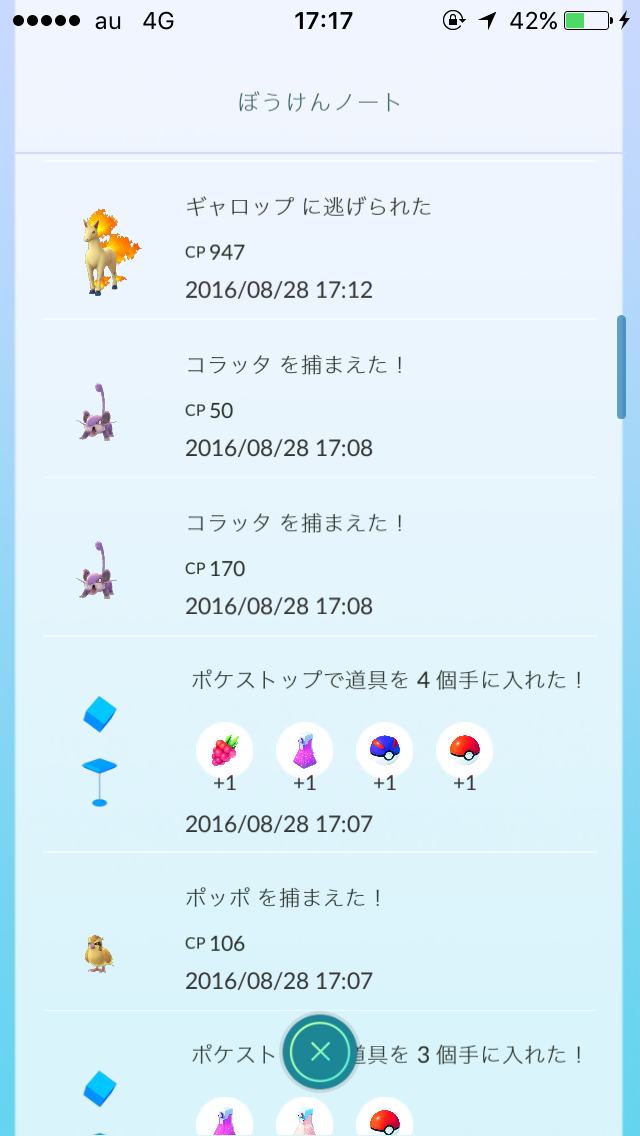 au 4G 17:17 42%
ぼうけんノート
ギャロップ に逃げられた
CP 947
2016/08/28 17:12
コラッタ を捕まえた！
CP 50
2016/08/28 17:08
コラッタ を捕まえた！
CP 170
2016/08/28 17:08
ポケストップで道具を 4 個手に入れた！
+1 +1 +1 +1
2016/08/28 17:07
ポッポ を捕まえた！
CP 106
2016/08/28 17:07
ポケスト 道具を 3 個手に入れた！